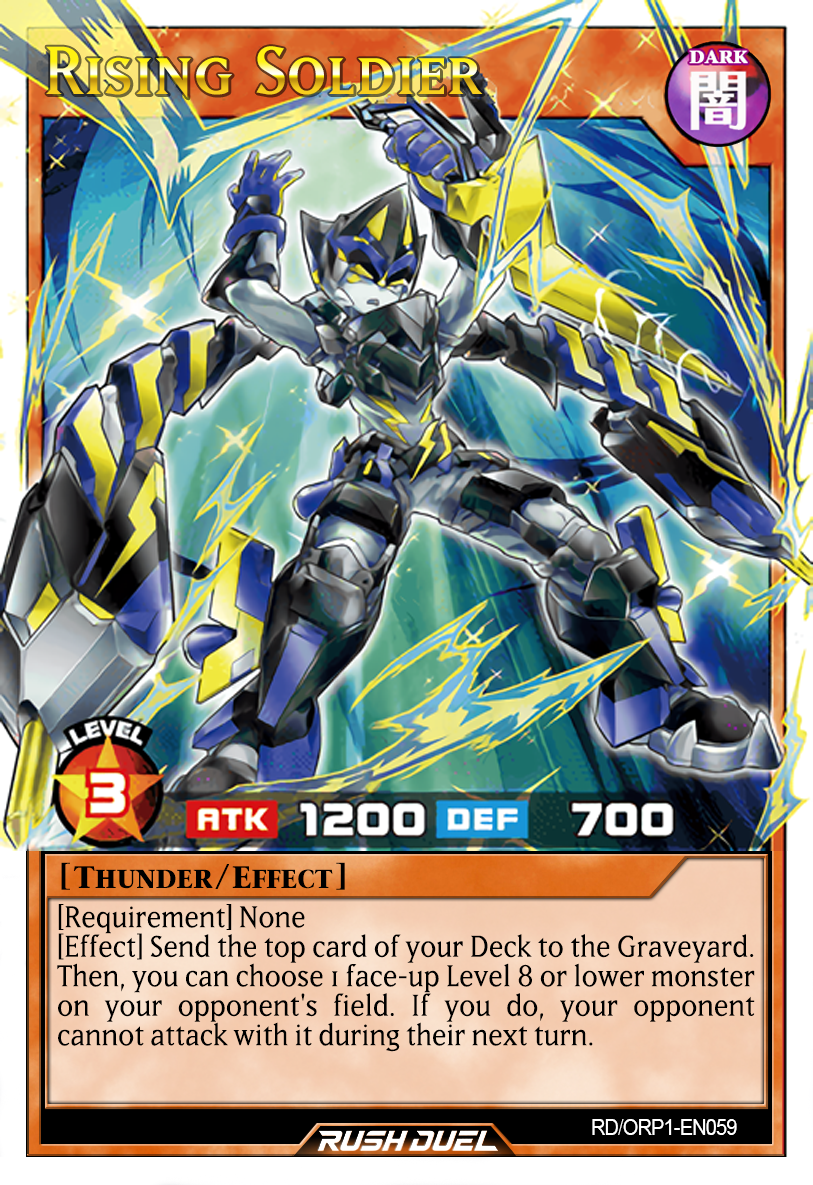 RISING SOLDIER
DARK
闇
LEVEL
3
ATK 1200 DEF 700
[THUNDER/EFFECT]
[Requirement] None
[Effect] Send the top card of your Deck to the Graveyard.
Then, you can choose 1 face-up Level 8 or lower monster
on your opponent's field. If you do, your opponent
cannot attack with it during their next turn.
RD/ORP1-EN059
RUSH DUEL